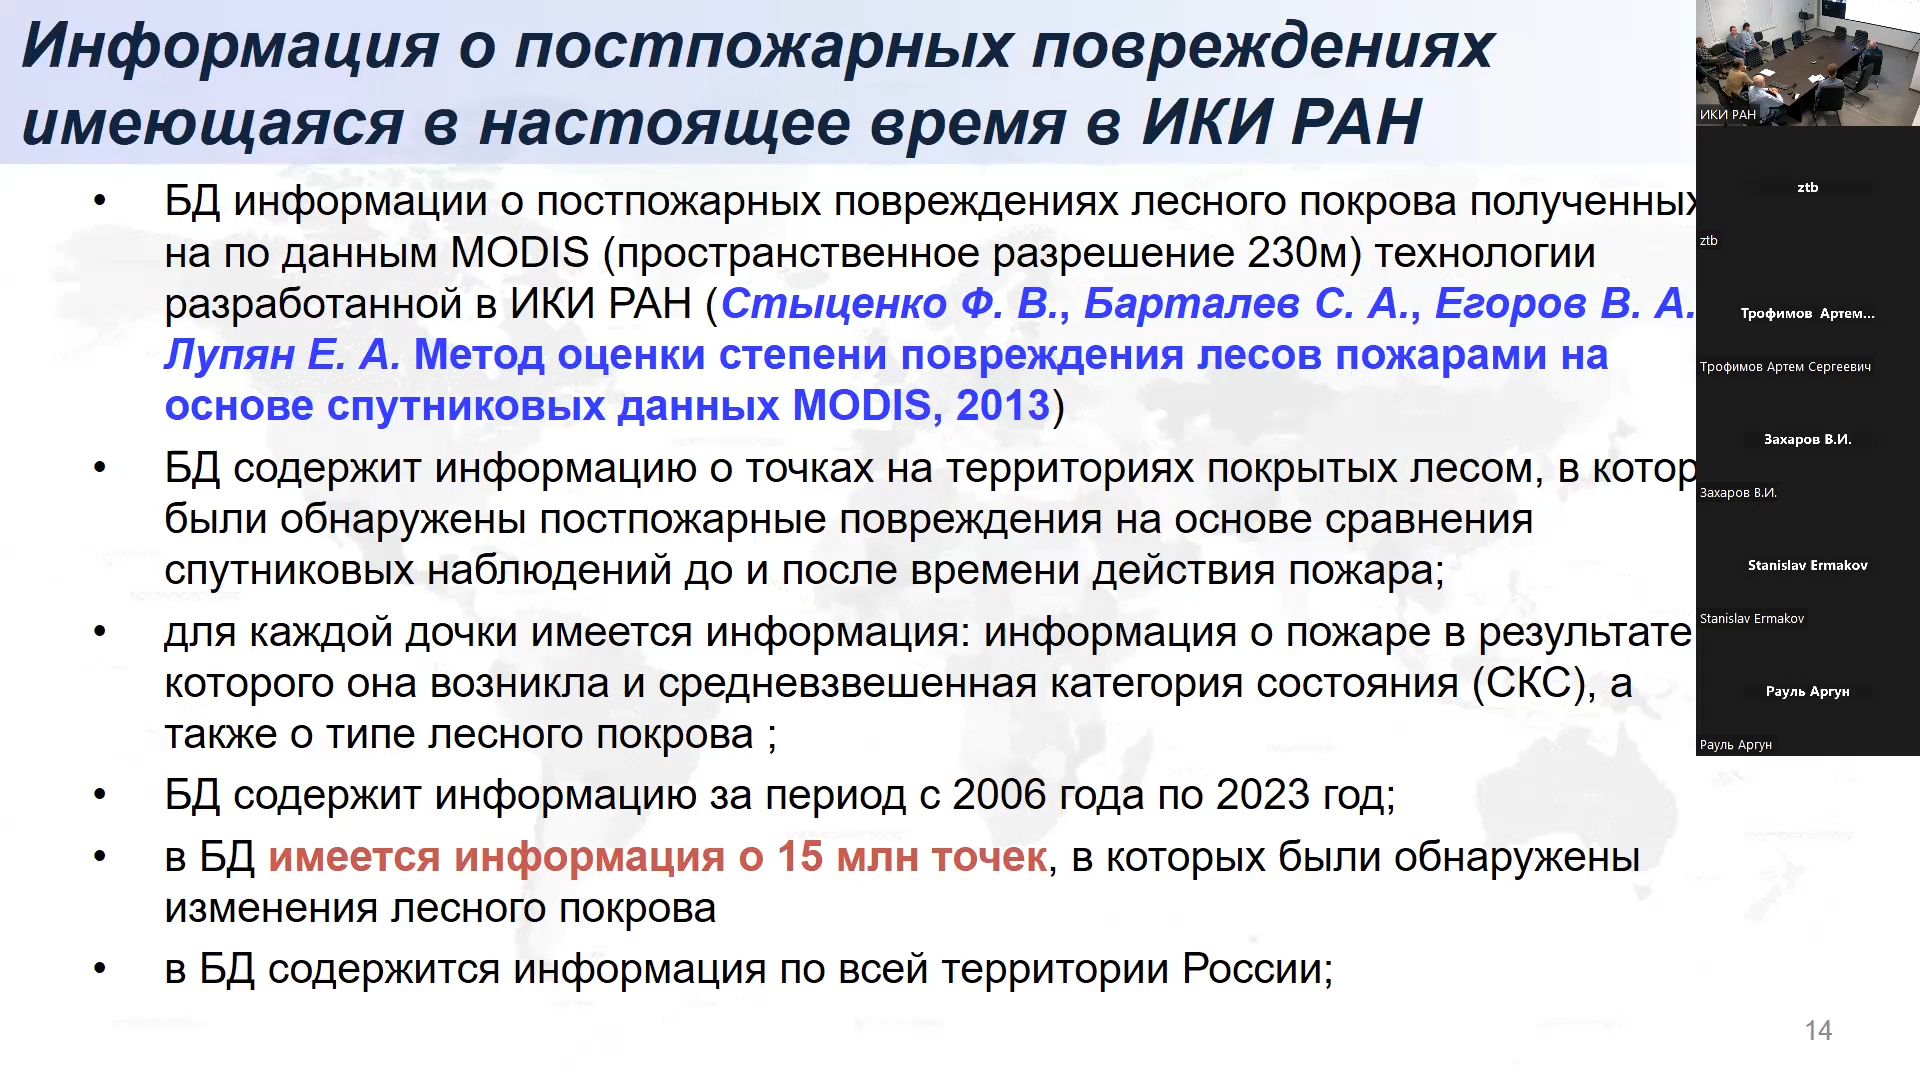 Информация о постпожарных повреждениях
имеющаяся в настоящее время в ИКИ РАН
• БД информации о постпожарных повреждениях лесного покрова полученных
на по данным MODIS (пространственное разрешение 230м) технологии
разработанной в ИКИ РАН (Стыценко Ф. В., Барталев С. А., Егоров В. А.
Лупян Е. А. Метод оценки степени повреждения лесов пожарами на
основе спутниковых данных MODIS, 2013)
• БД содержит информацию о точках на территориях покрытых лесом, в котор
были обнаружены постпожарные повреждения на основе сравнения
спутниковых наблюдений до и после времени действия пожара;
• для каждой дочки имеется информация: информация о пожаре в результате
которого она возникла и средневзвешенная категория состояния (СКС), а
также о типе лесного покрова ;
• БД содержит информацию за период с 2006 года по 2023 год;
• в БД имеется информация о 15 млн точек, в которых были обнаружены
изменения лесного покрова
• в БД содержится информация по всей территории России;
14
ИКИ РАН
ztb
ztb
Трофимов Артем...
Трофимов Артем Сергеевич
Захаров В.И.
Захаров В.И.
Stanislav Ermakov
Stanislav Ermakov
Рауль Аргун
Рауль Аргун